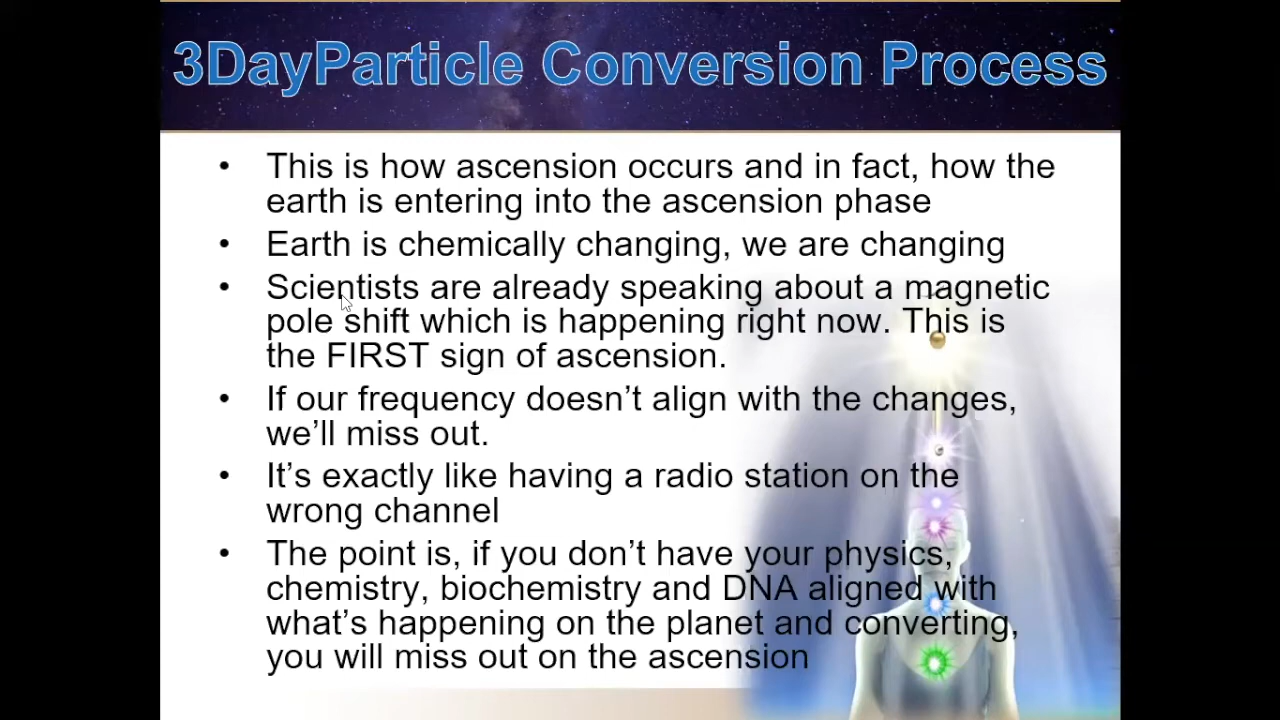 3DayParticle Conversion Process
• This is how ascension occurs and in fact, how the
earth is entering into the ascension phase
• Earth is chemically changing, we are changing
• Scientists are already speaking about a magnetic
pole shift which is happening right now. This is
the FIRST sign of ascension.
• If our frequency doesn’t align with the changes,
we’ll miss out.
• It’s exactly like having a radio station on the
wrong channel
• The point is, if you don’t have your physics,
chemistry, biochemistry and DNA aligned with
what’s happening on the planet and converting,
you will miss out on the ascension